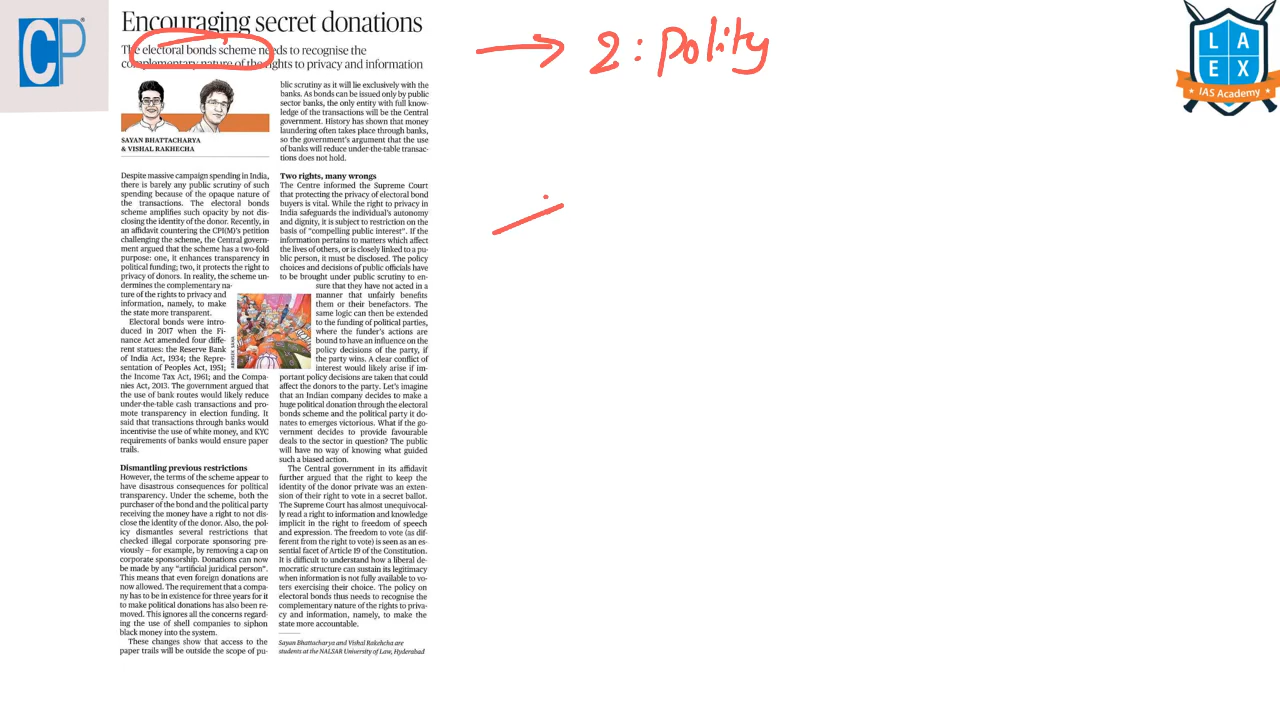 CP®
Encouraging secret donations
The electoral bonds scheme needs to recognise the
complementary nature of the rights to privacy and information
→ 2: Polity
L A
E X
IAS Academy
SAYAN BHATTACHARYA
& VISHAL RAKHECHA
Despite massive campaign spending in India,
there is barely any public scrutiny of such
spending because of the opaque nature of
the transactions. The electoral bonds
scheme amplifies such opacity by not dis-
closing the identity of the donor. Recently, in
an affidavit countering the CPI(M)'s petition
challenging the scheme, the Central govern-
ment argued that the scheme has a two-fold
purpose: one, it enhances transparency in
political funding; two, it protects the right to
privacy of donors. In reality, the scheme un-
dermines the complementary na-
ture of the rights to privacy and
information, namely, to make
the state more transparent.
Electoral bonds were intro-
duced in 2017 when the Fi-
nance Act amended four diffe-
rent statues: the Reserve Bank
of India Act, 1934; the Repre-
sentation of Peoples Act, 1951;
the Income Tax Act, 1961; and the Compa-
nies Act, 2013. The government argued that
the use of bank routes would likely reduce
under-the-table cash transactions and pro-
mote transparency in election funding. It
said that transactions through banks would
incentivise the use of white money, and KYC
requirements of banks would ensure paper
trails.
Dismantling previous restrictions
However, the terms of the scheme appear to
have disastrous consequences for political
transparency. Under the scheme, both the
purchaser of the bond and the political party
receiving the money have a right to not dis-
close the identity of the donor. Also, the pol-
icy dismantles several restrictions that
checked illegal corporate sponsoring pre-
viously – for example, by removing a cap on
corporate sponsorship. Donations can now
be made by any "artificial juridical person".
This means that even foreign donations are
now allowed. The requirement that a compa-
ny has to be in existence for three years for it
to make political donations has also been re-
moved. This ignores all the concerns regard-
ing the use of shell companies to siphon
black money into the system.
These changes show that access to the
paper trails will be outside the scope of pu-
blic scrutiny as it will lie exclusively with the
banks. As bonds can be issued only by public
sector banks, the only entity with full know-
ledge of the transactions will be the Central
government. History has shown that money
laundering often takes place through banks,
so the government's argument that the use
of banks will reduce under-the-table transac-
tions does not hold.
Two rights, many wrongs
The Centre informed the Supreme Court
that protecting the privacy of electoral bond
buyers is vital. While the right to privacy in
India safeguards the individual's autonomy
and dignity, it is subject to restriction on the
basis of "compelling public interest". If the
information pertains to matters which affect
the lives of others, or is closely linked to a pu-
blic person, it must be disclosed. The policy
choices and decisions of public officials have
to be brought under public scrutiny to en-
sure that they have not acted in a
manner that unfairly benefits
them or their benefactors. The
same logic can then be extended
to the funding of political parties,
where the funder's actions are
bound to have an influence on the
policy decisions of the party, if
the party wins. A clear conflict of
interest would likely arise if im-
portant policy decisions are taken that could
affect the donors to the party. Let's imagine
that an Indian company decides to make a
huge political donation through the electoral
bonds scheme and the political party it do-
nates to emerges victorious. What if the go-
vernment decides to provide favourable
deals to the sector in question? The public
will have no way of knowing what guided
such a biased action.
The Central government in its affidavit
further argued that the right to keep the
identity of the donor private was an exten-
sion of their right to vote in a secret ballot.
The Supreme Court has almost unequivocal-
ly read a right to information and knowledge
implicit in the right to freedom of speech
and expression. The freedom to vote (as dif-
ferent from the right to vote) is seen as an es-
sential facet of Article 19 of the Constitution.
It is difficult to understand how a liberal de-
mocratic structure can sustain its legitimacy
when information is not fully available to vo-
ters exercising their choice. The policy on
electoral bonds thus needs to recognise the
complementary nature of the rights to priva-
cy and information, namely, to make the
state more accountable.
Sayan Bhattacharya and Vishal Rakehcha are
students at the NALSAR University of Law, Hyderabad